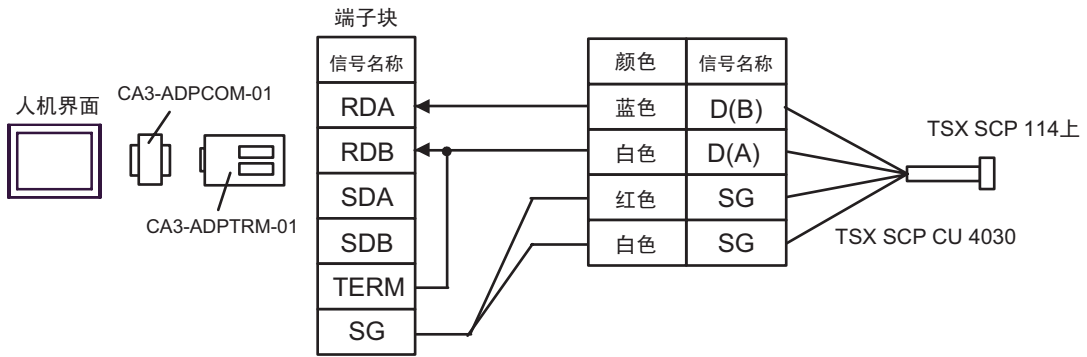 端子块
信号名称
RDA
RDB
SDA
SDB
TERM
SG
颜色 信号名称
蓝色 D(B)
白色 D(A)
红色 SG
白色 SG
人机界面
CA3-ADPCOM-01
CA3-ADPTRM-01
TSX SCP 114上
TSX SCP CU 4030